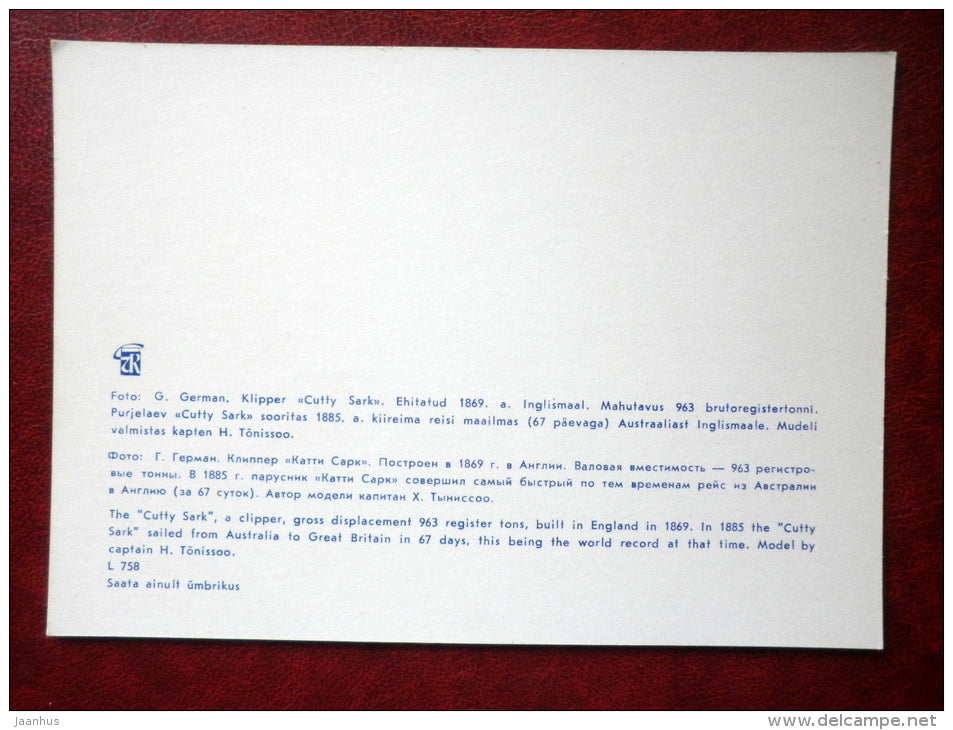 Foto: G. German. Klipper «Cutty Sark». Ehitatud 1869. a. Inglismaal. Mahutavus 963 brutoregistertonni.
Purjelaev «Cutty Sark» sooritas 1885. a. kiireima reisi maailmas (67 päevaga) Austraaliast Inglismaale. Mudeli
valmistas kapten H. Tõnissoo.
Фото: Г. Герман. Клиппер «Катти Сарк». Построен в 1869 г. в Англии. Валовая вместимость — 963 регистро-
вые тонны. В 1885 г. парусник «Катти Сарк» совершил самый быстрый по тем временам рейс из Австралии
в Англию (за 67 суток). Автор модели капитан Х. Тыниссоо.
The "Cutty Sark", a clipper, gross displacement 963 register tons, built in England in 1869. In 1885 the "Cutty
Sark" sailed from Australia to Great Britain in 67 days, this being the world record at that time. Model by
captain H. Tõnissoo.
L 758
Saata ainult ümbrikus
jaanhus
www.delcampe.net